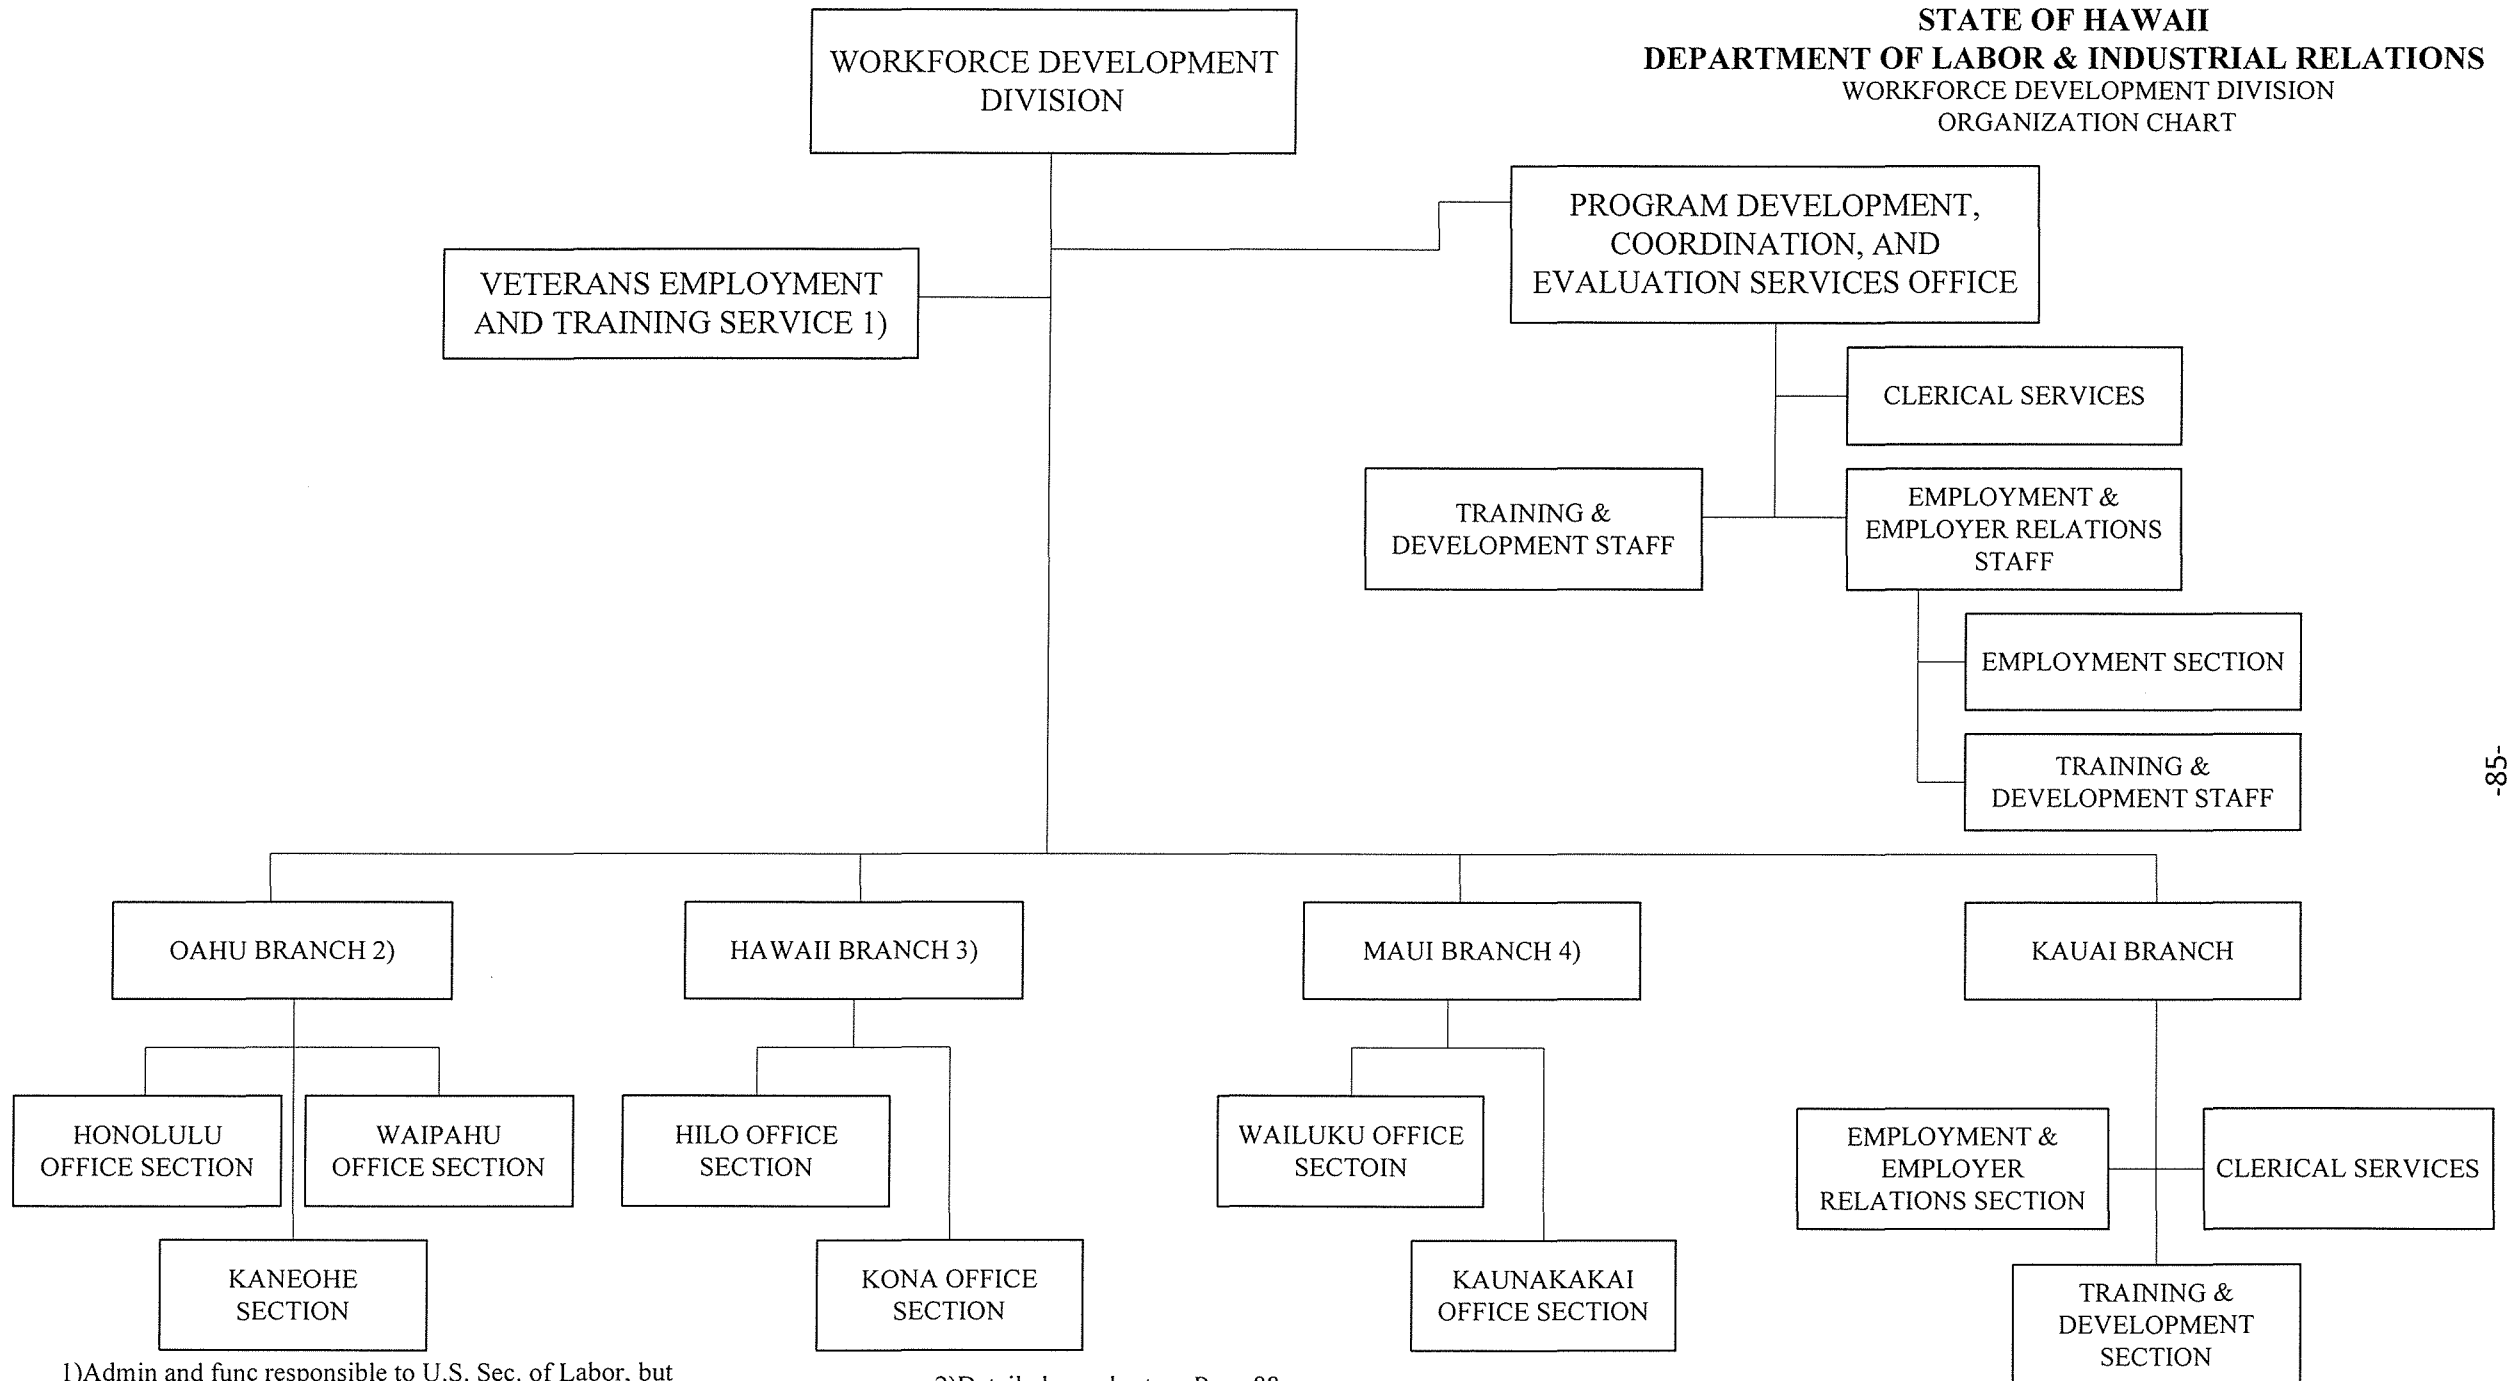 STATE OF HAWAII
DEPARTMENT OF LABOR & INDUSTRIAL RELATIONS
WORKFORCE DEVELOPMENT DIVISION
ORGANIZATION CHART
WORKFORCE DEVELOPMENT
DIVISION
PROGRAM DEVELOPMENT,
COORDINATION, AND
EVALUATION SERVICES OFFICE
VETERANS EMPLOYMENT
AND TRAINING SERVICE 1)
CLERICAL SERVICES
TRAINING &
DEVELOPMENT STAFF
EMPLOYMENT &
EMPLOYER RELATIONS
STAFF
EMPLOYMENT SECTION
TRAINING &
DEVELOPMENT STAFF
-85-
OAHU BRANCH 2)
HAWAII BRANCH 3)
MAUI BRANCH 4)
KAUAI BRANCH
HONOLULU
OFFICE SECTION
WAIPAHU
OFFICE SECTION
KANEOHE
SECTION
HILO OFFICE
SECTION
KONA OFFICE
SECTION
WAILUKU OFFICE
SECTOIN
KAUNAKAKAI
OFFICE SECTION
EMPLOYMENT &
EMPLOYER
RELATIONS SECTION
CLERICAL SERVICES
TRAINING &
DEVELOPMENT
SECTION
1)Admin and func responsible to U.S. Sec. of Labor, but